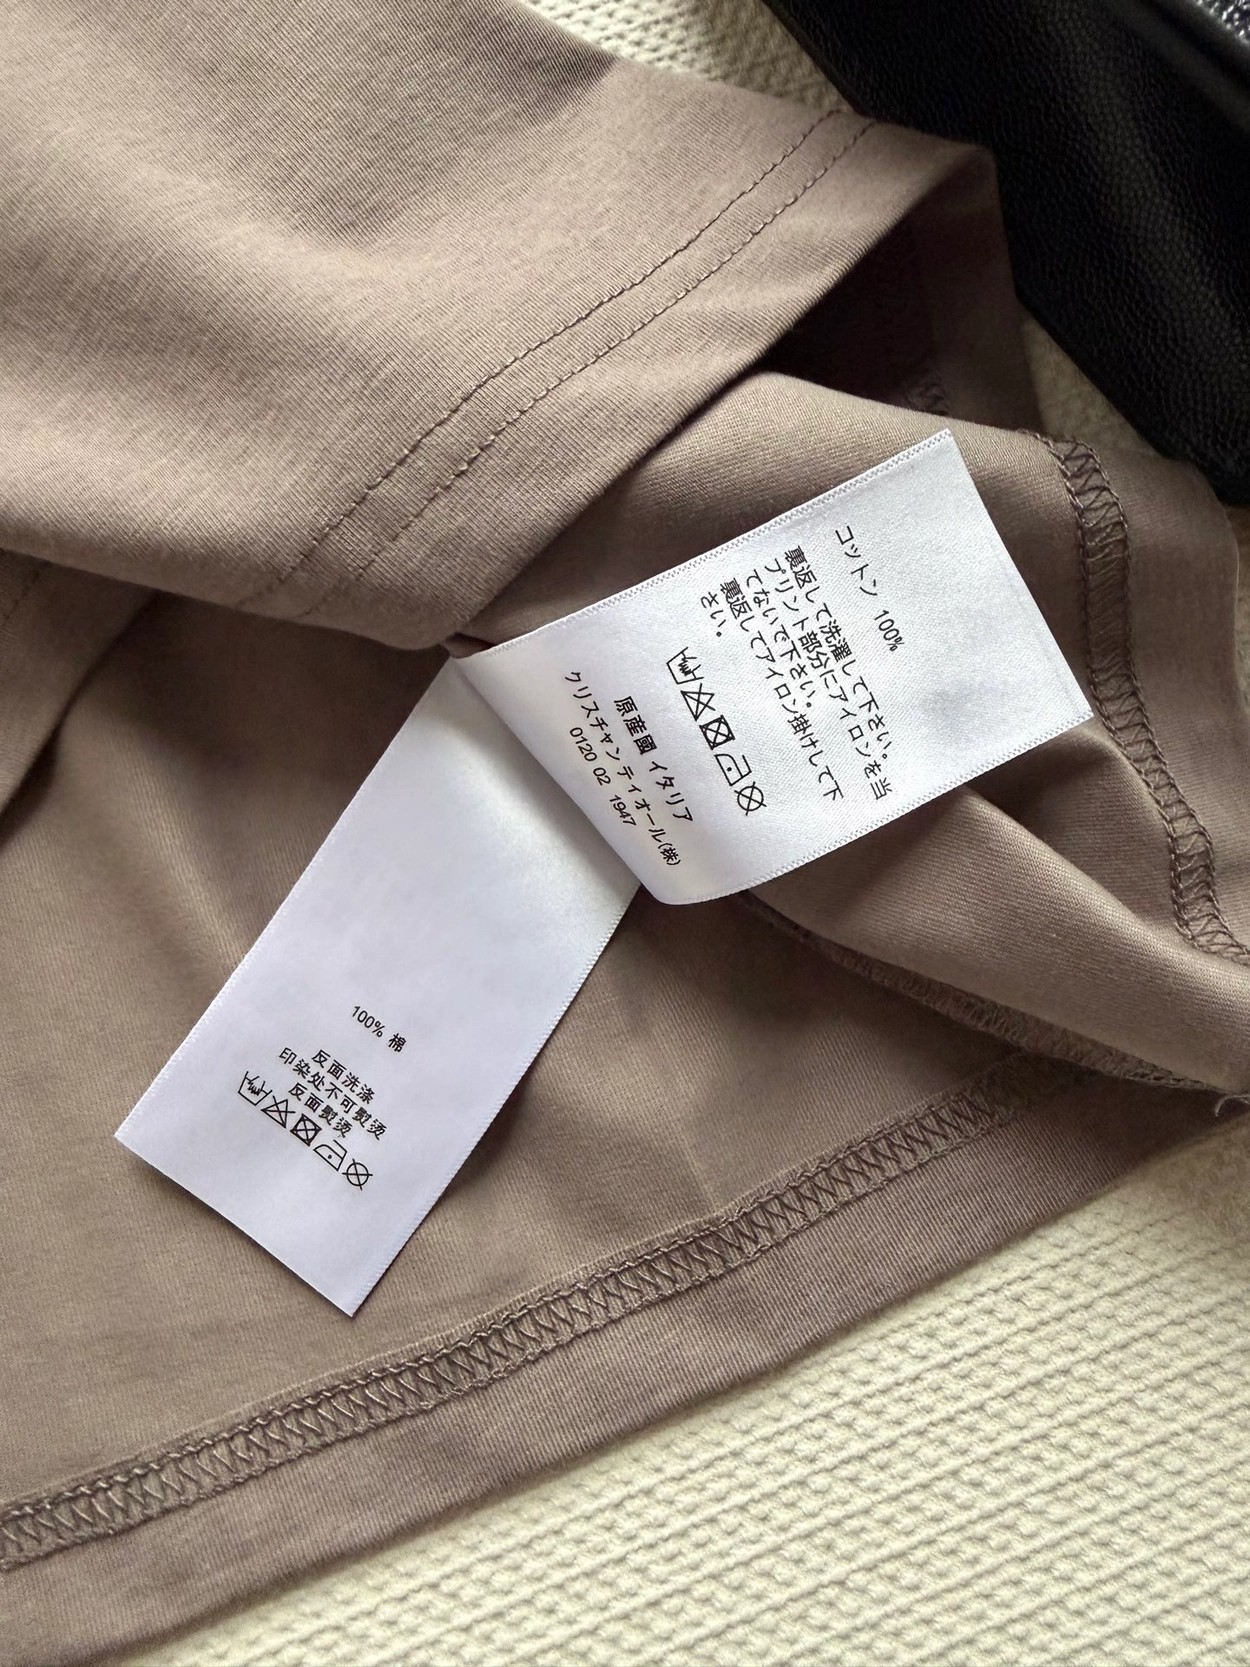 コットン 100%
裏返して洗濯して下さい。
プリント部分にアイロンを当
てないで下さい。
裏返してアイロン掛けして下
さい。
原産國 イタリア
クリスチャン ディオール(株)
0120 02 1947
100% 棉
反面洗涤
印染处不可熨烫
反面熨烫